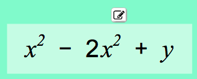 x² − 2x² + y